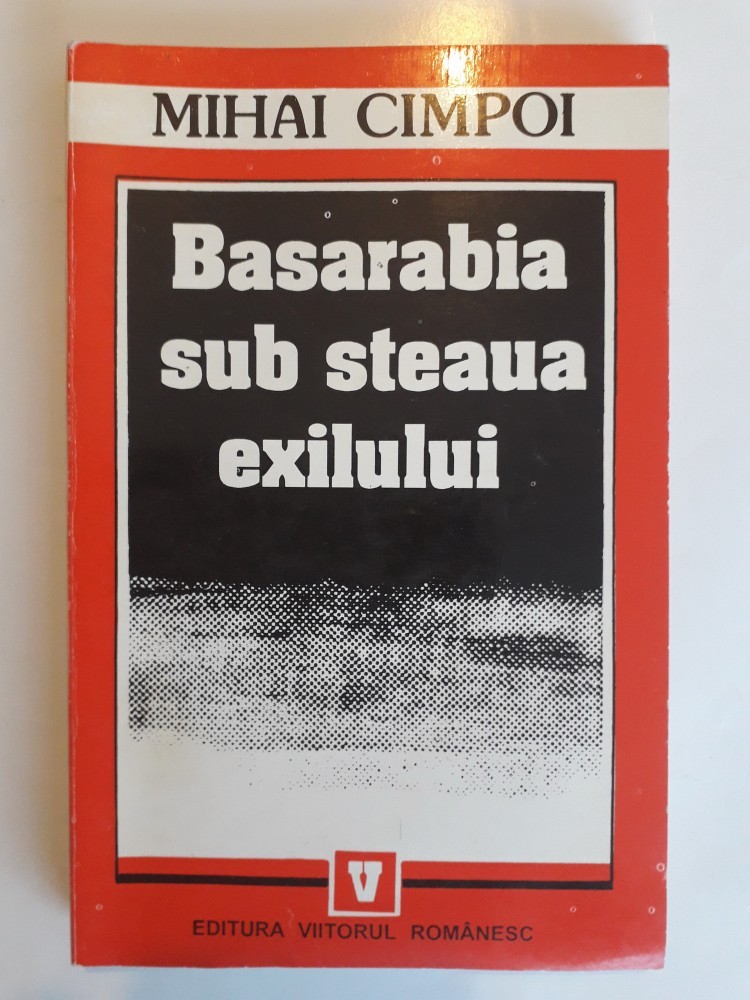 MIHAI CIMPOI
Basarabia
sub steaua
exilului
V
EDITURA VIITORUL ROMÂNESC